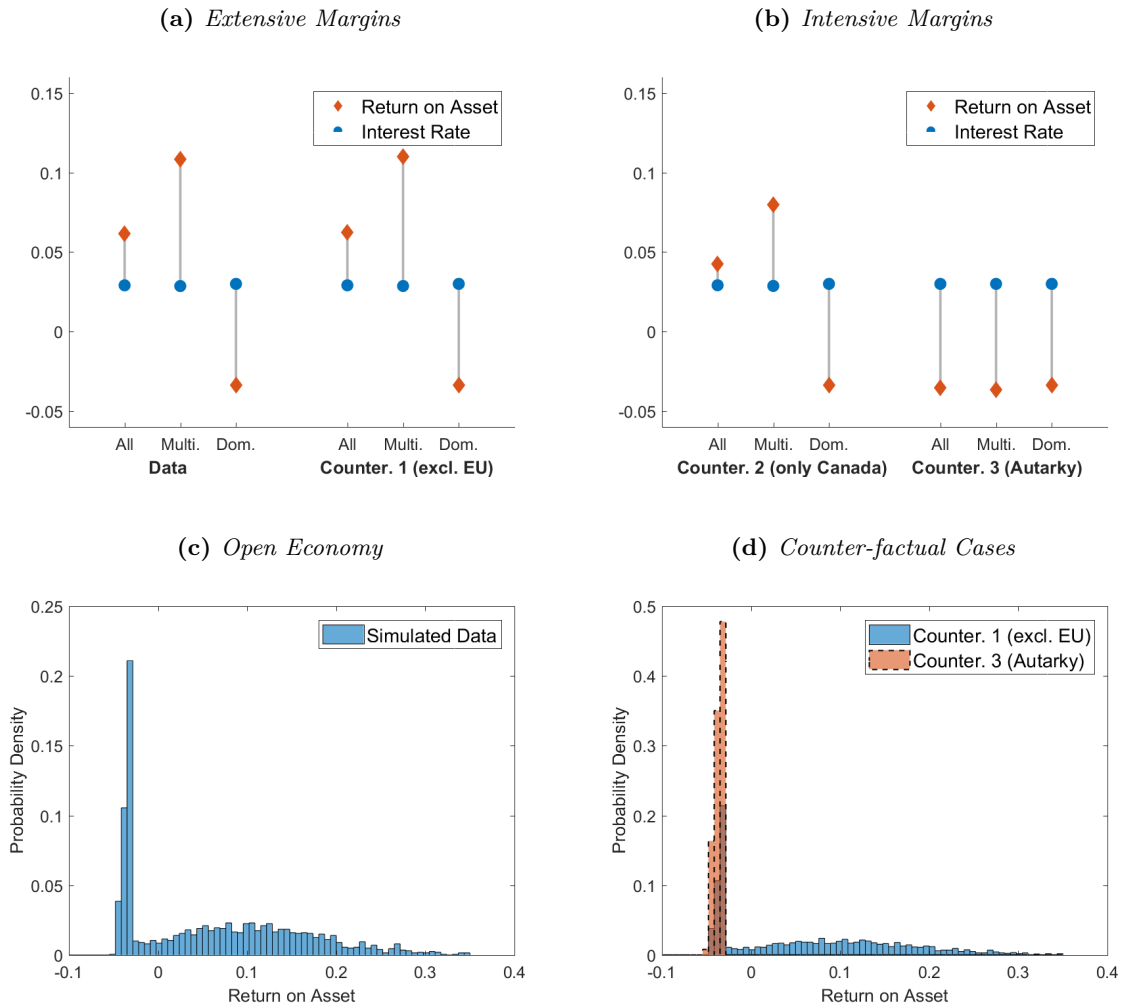 (a) Extensive Margins
(b) Intensive Margins
0.15
0.1
0.05
0
-0.05
Return on Asset
Interest Rate
All Multi. Dom. All Multi. Dom.
Data Counter. 1 (excl. EU)
0.15
0.1
0.05
0
-0.05
Return on Asset
Interest Rate
All Multi. Dom. All Multi. Dom.
Counter. 2 (only Canada) Counter. 3 (Autarky)
(c) Open Economy
(d) Counter-factual Cases
0.25
0.2
0.15
0.1
0.05
0
Probability Density
Simulated Data
-0.1 0 0.1 0.2 0.3 0.4
Return on Asset
0.5
0.4
0.3
0.2
0.1
0
Probability Density
Counter. 1 (excl. EU)
Counter. 3 (Autarky)
-0.1 0 0.1 0.2 0.3 0.4
Return on Asset